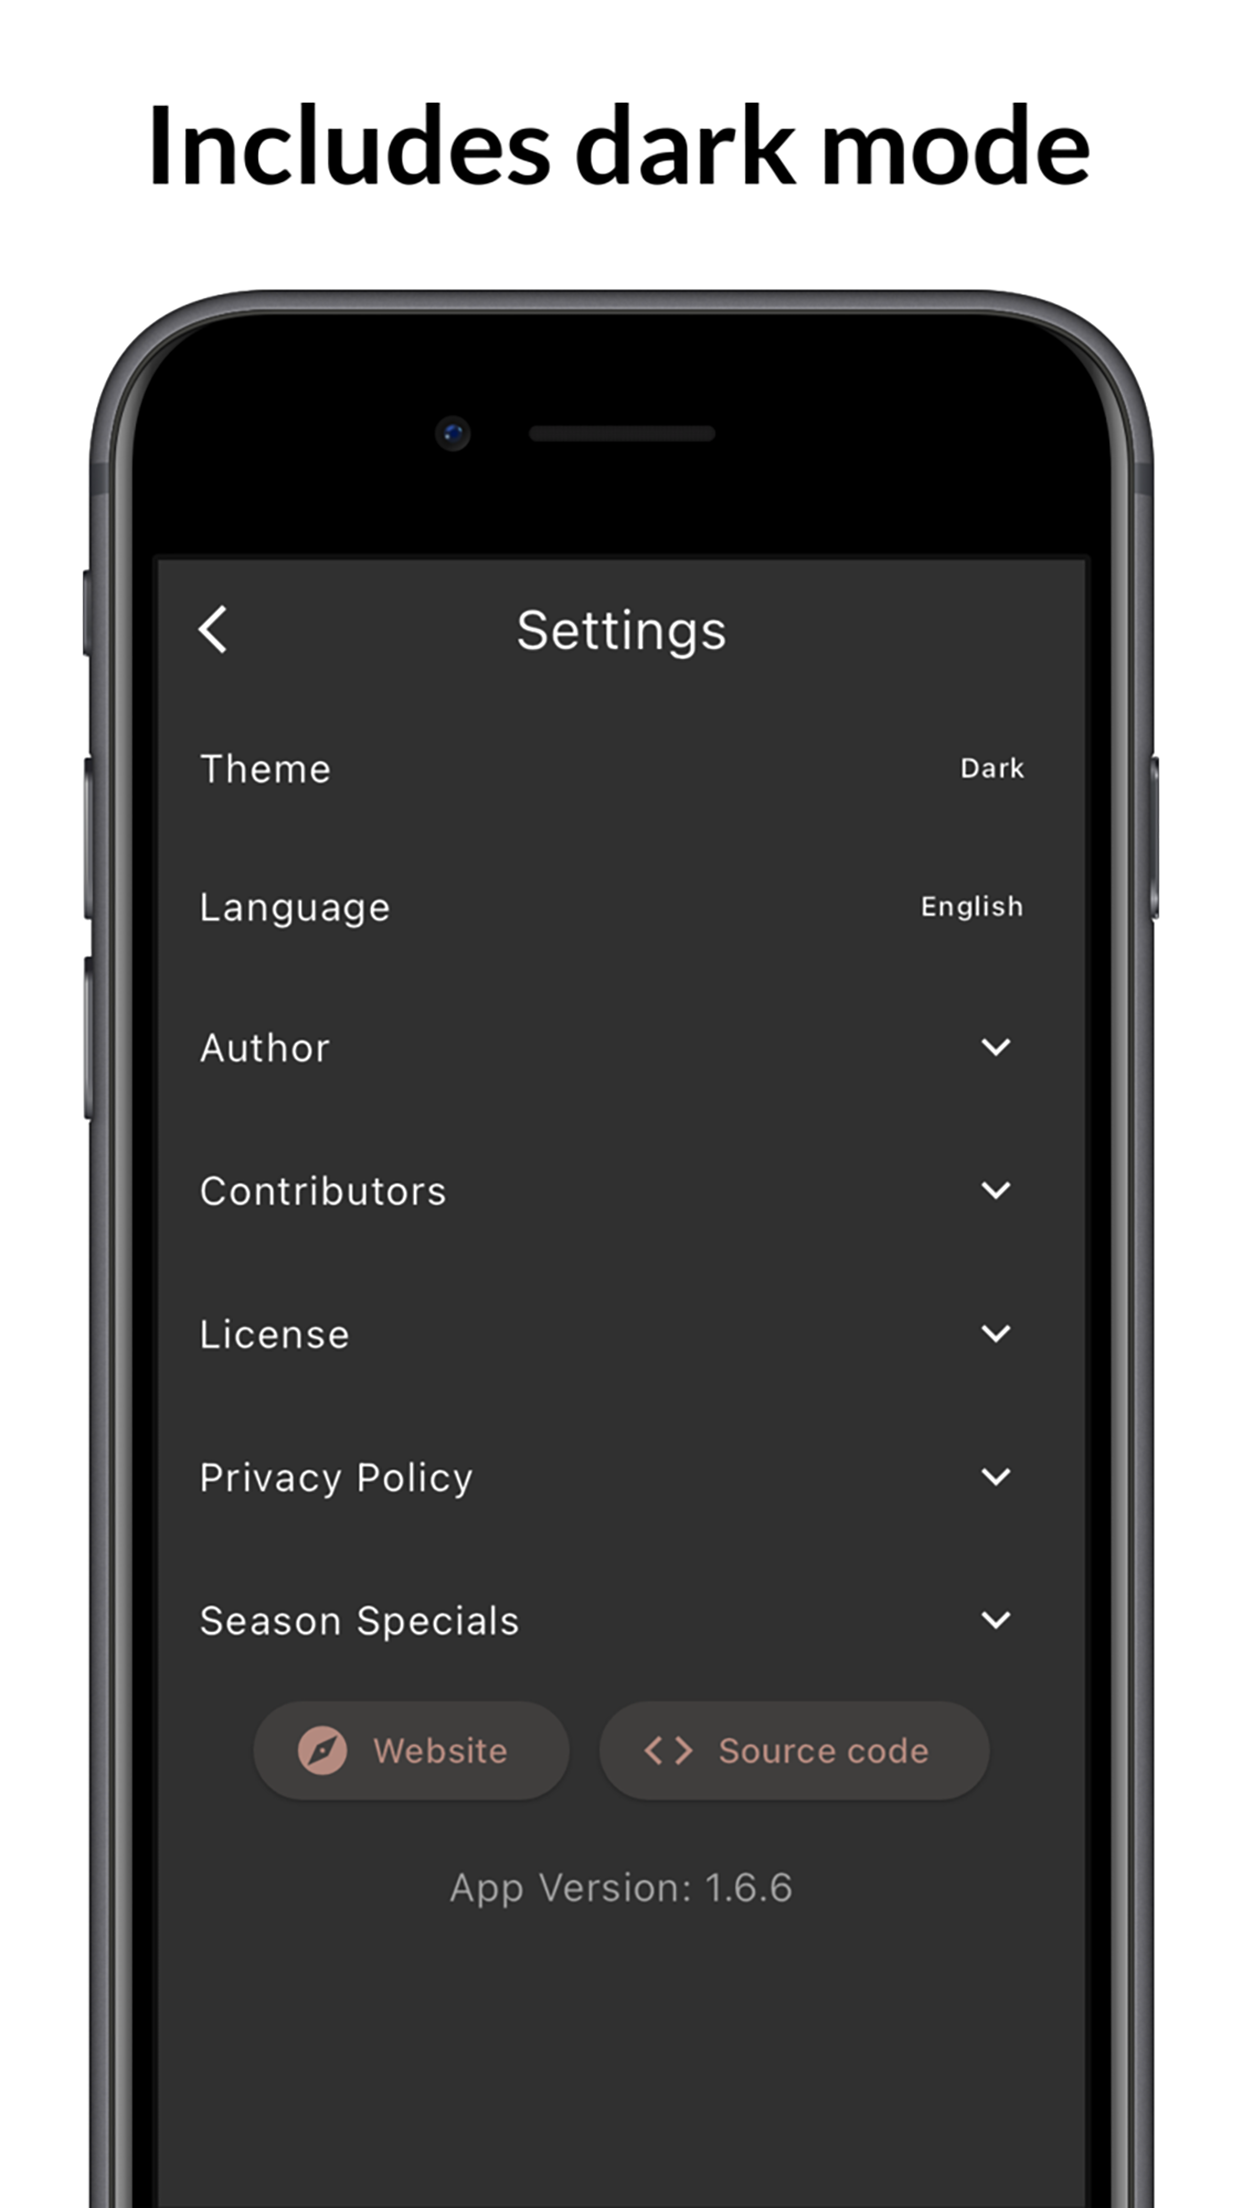 Includes dark mode
Settings
Theme Dark
Language English
Author
Contributors
License
Privacy Policy
Season Specials
Website Source code
App Version: 1.6.6